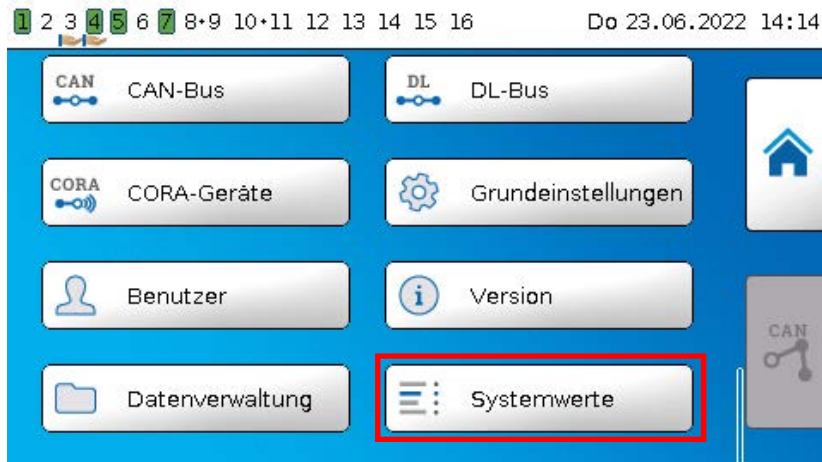 1 2 3 4 5 6 7 8+9 10+11 12 13 14 15 16 Do 23.06.2022 14:14
CAN CAN-Bus DL DL-Bus
CORA CORA-Geräte Grundeinstellungen
Benutzer i Version
CAN
Datenverwaltung Systemwerte